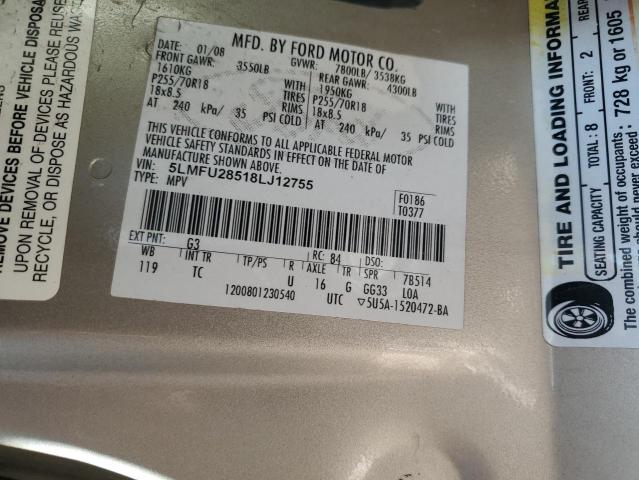 MFD. BY FORD MOTOR CO.
DATE: 01/08 GVWR: 7800LB/ 3538KG
FRONT GAWR: 3550LB REAR GAWR: 4300LB
1610KG WITH 1950KG WITH
P255/70R18 TIRES P255/70R18 TIRES
18x8.5 RIMS 18x8.5 RIMS
AT 240 kPa/ 35 PSI COLD AT 240 kPa/ 35 PSI COLD
THIS VEHICLE CONFORMS TO ALL APPLICABLE FEDERAL MOTOR
VEHICLE SAFETY STANDARDS IN EFFECT ON THE DATE OF
MANUFACTURE SHOWN ABOVE.
VIN: 5LMFU28518LJ12755
TYPE: MPV
F0186
T0377
EXT PNT: G3 RC: 84 DSO:
WB INT TR TP/PS R AXLE TR SPR 7B514
119 TC U 16 G GG33 LOA
1200801230540 UTC ▽5U5A-1520472-BA
REMOVE DEVICES BEFORE VEHICLE DISPOSA
UPON REMOVAL OF DEVICES PLEASE REUSE
RECYCLE, OR DISPOSE AS HAZARDOUS WA
TIRE AND LOADING INFORMA
SEATING CAPACITY TOTAL: 8 FRONT: 2 REAR
The combined weight of occupants
should never exceed: 728 kg or 1605